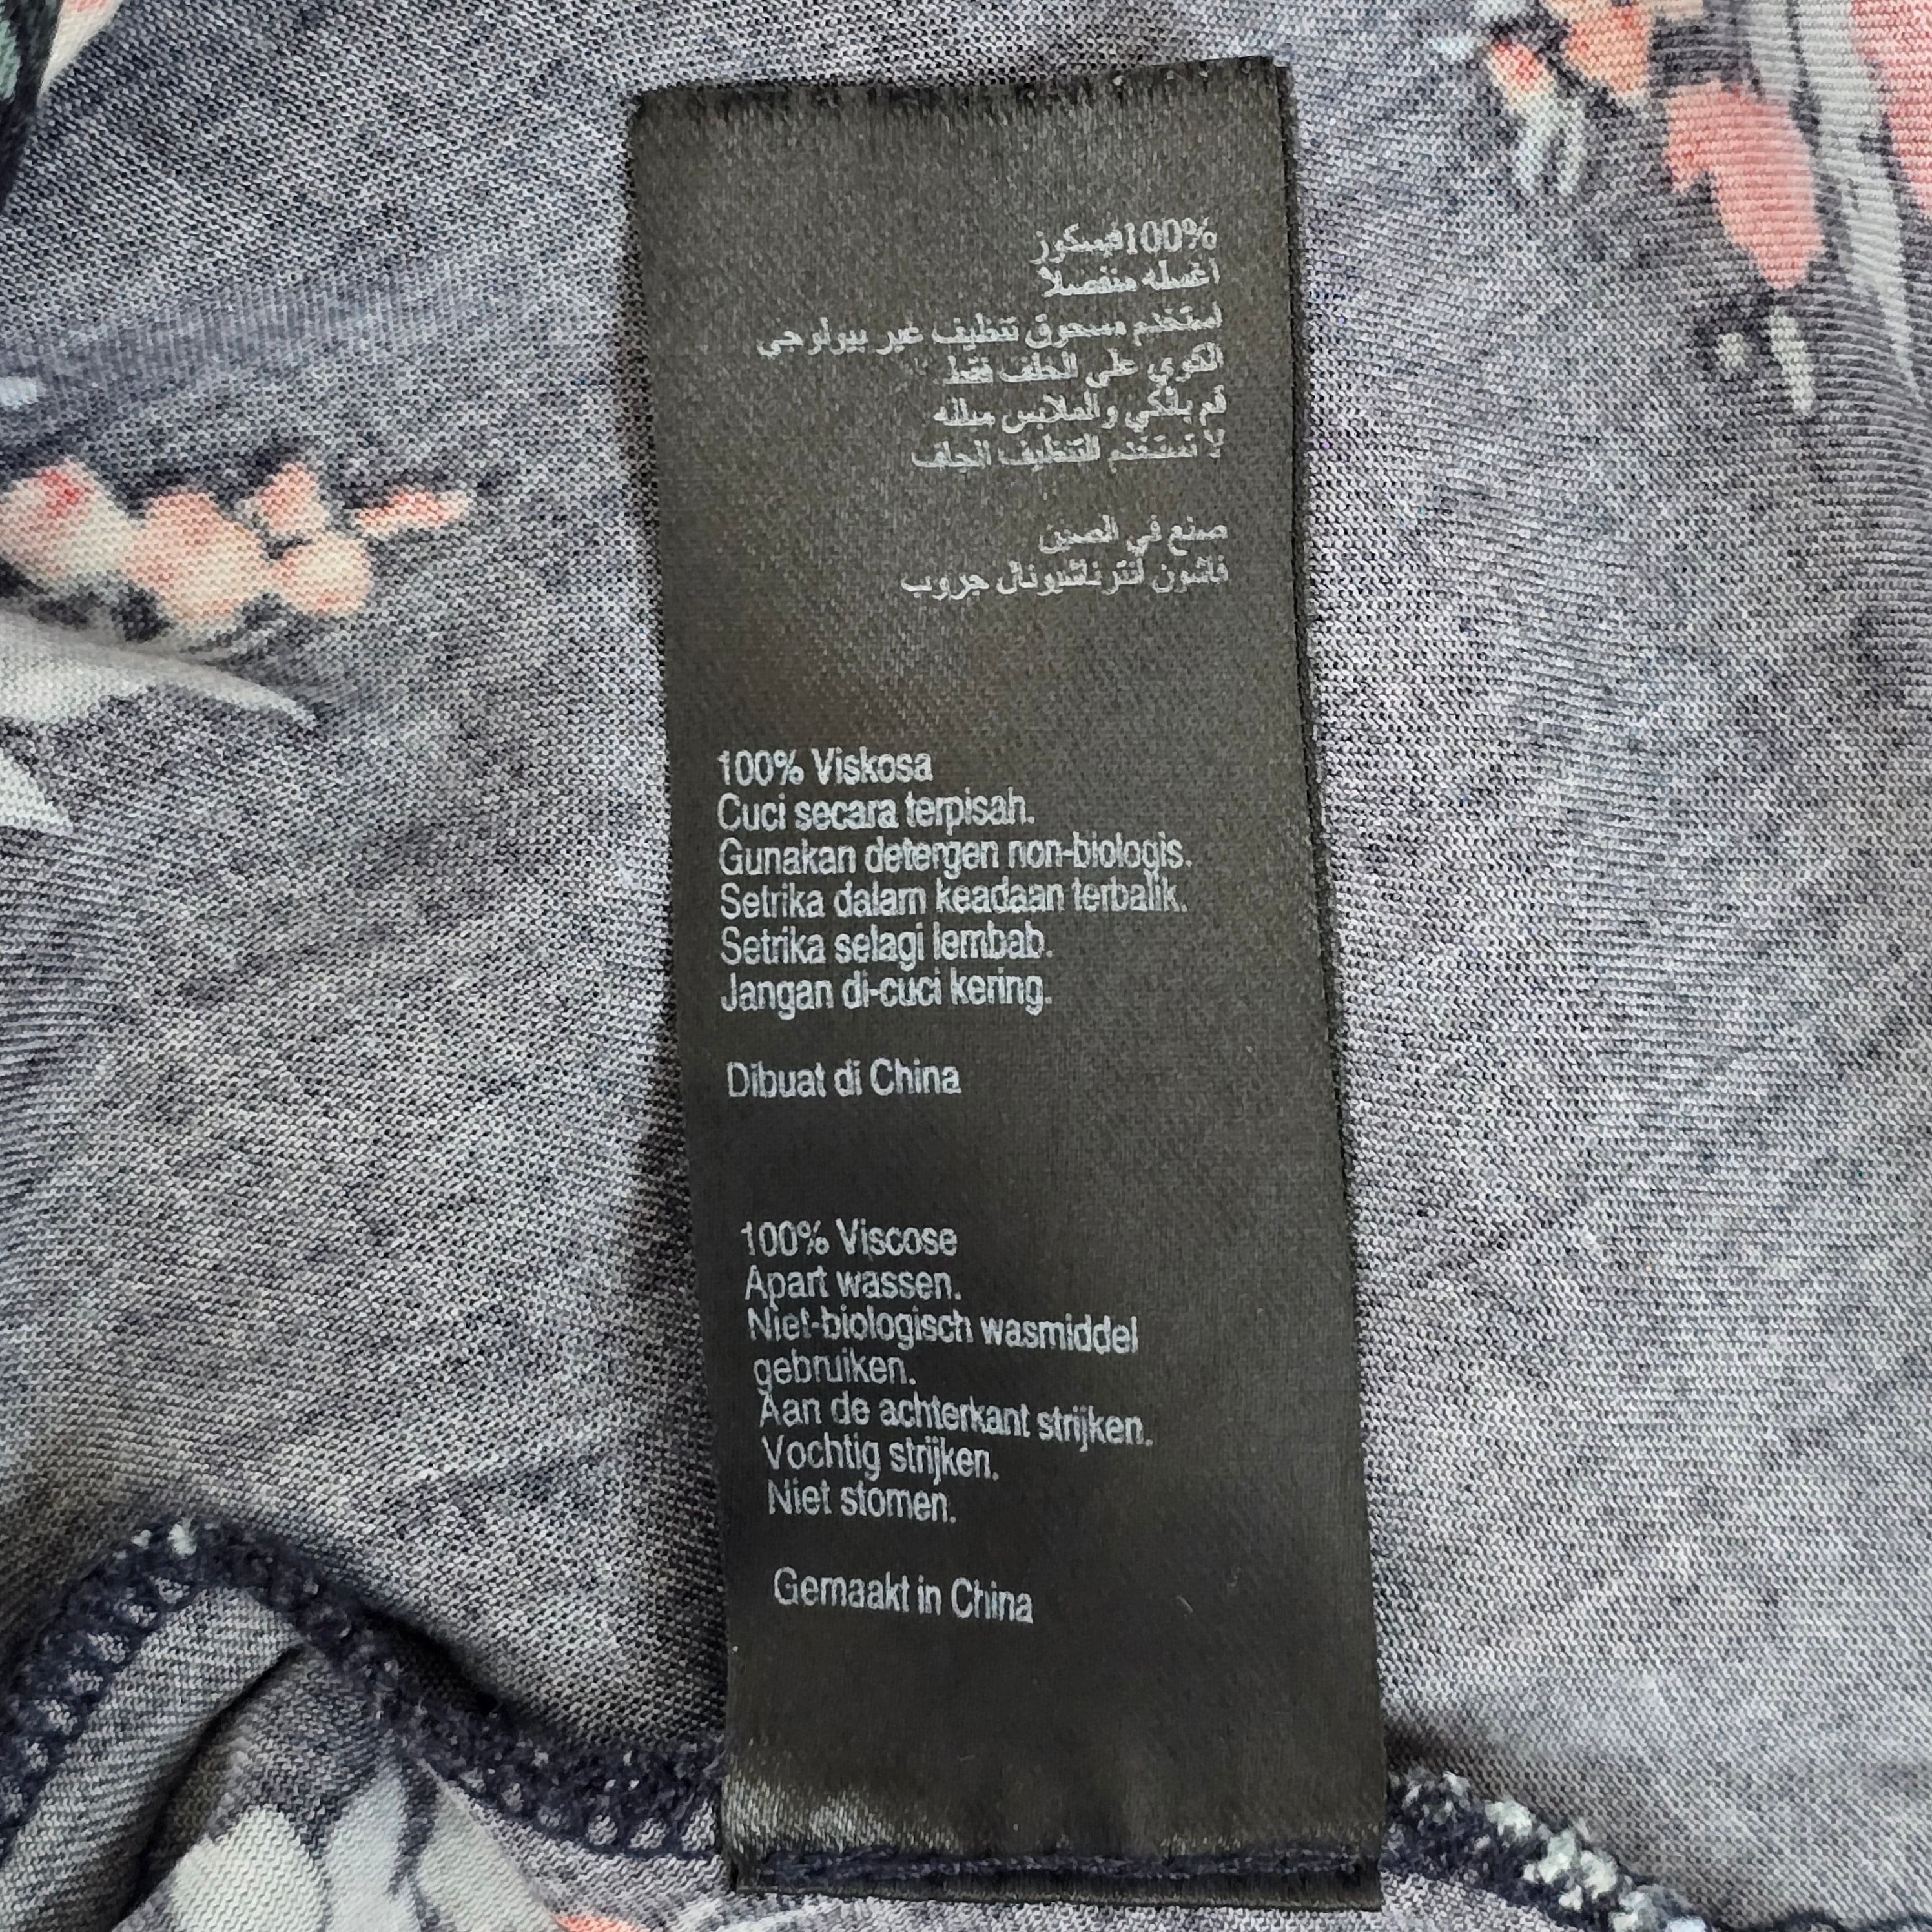 100%فيسكوز
اغسله منفصلا
استخدم مسحوق تنظيف غير بيولوجي
الكوي على الخلف فقط
قم بالكي والملابس مبللة
لا تستخدم التنظيف الجاف
صنع في الصين
فاشون انترناشيونال جروب
100% Viskosa
Cuci secara terpisah.
Gunakan detergen non-biologis.
Setrika dalam keadaan terbalik.
Setrika selagi lembab.
Jangan di-cuci kering.
Dibuat di China
100% Viscose
Apart wassen.
Niet-biologisch wasmiddel
gebruiken.
Aan de achterkant strijken.
Vochtig strijken.
Niet stomen.
Gemaakt in China